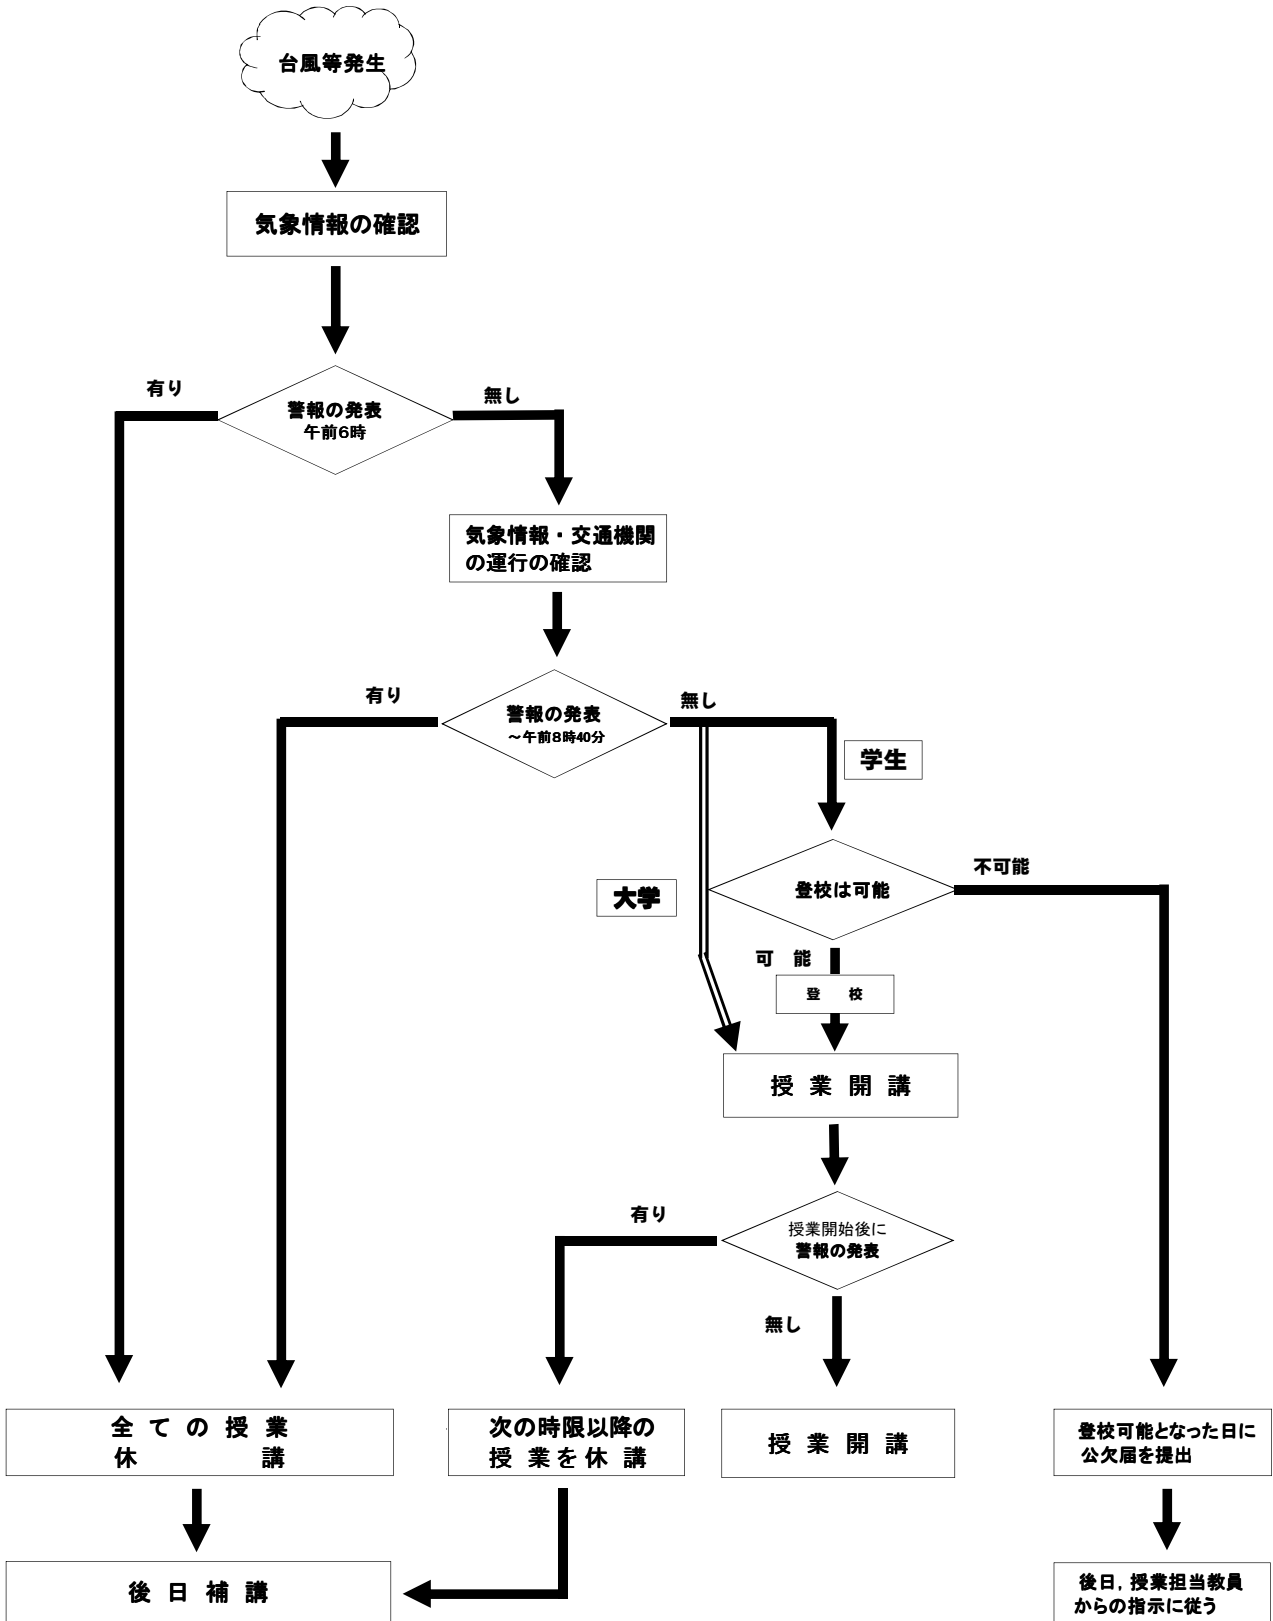 台風等発生
気象情報の確認
有り
無し
警報の発表
午前6時
気象情報・交通機関
の運行の確認
有り
無し
警報の発表
～午前8時40分
学生
大学
登校は可能
不可能
可 能
登 校
授 業 開 講
有り
授業開始後に
警報の発表
無し
全 て の 授 業
休 講
次の時限以降の
授 業 を 休 講
授 業 開 講
登校可能となった日に
公欠届を提出
後 日 補 講
後日，授業担当教員
からの指示に従う